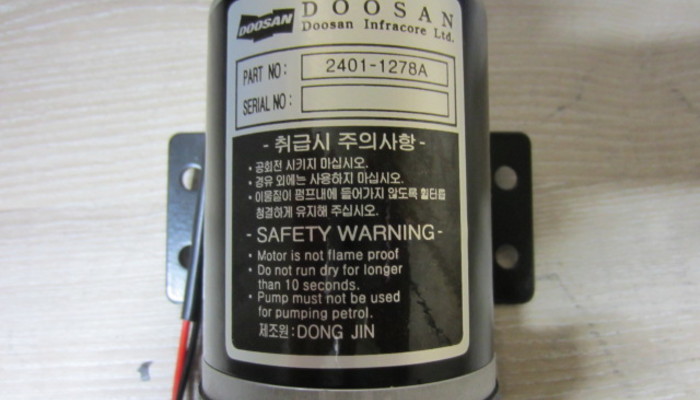 DOOSAN
DOOSAN
Doosan Infracore Ltd.
PART NO: 2401-1278A
SERIAL NO:
- 취급시 주의사항 -
• 공회전 시키지 마십시오.
• 경유 외에는 사용하지 마십시오.
• 이물질이 펌프내에 들어가지 않도록 필터를
청결하게 유지해 주십시오.
- SAFETY WARNING -
• Motor is not flame proof
• Do not run dry for longer
than 10 seconds.
• Pump must not be used
for pumping petrol.
제조원: DONG JIN